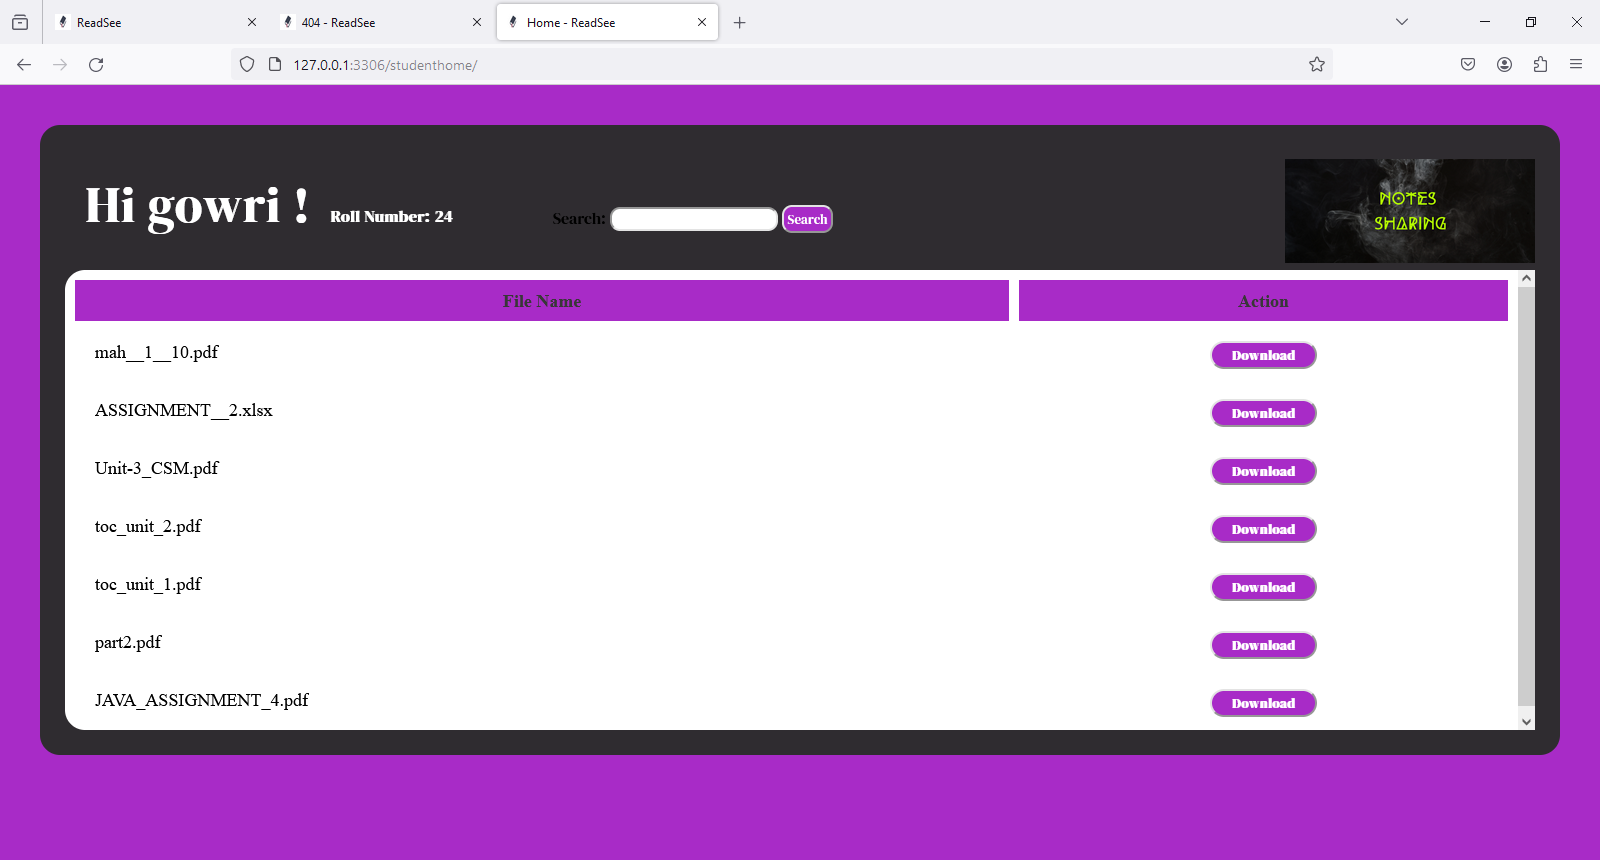 ReadSee
404 - ReadSee
Home - ReadSee
127.0.0.1:3306/studenthome/
Hi gowri !
Roll Number: 24
Search:
Search
NOTES
SHARING
File Name
Action
mah__1__10.pdf
Download
ASSIGNMENT__2.xlsx
Download
Unit-3_CSM.pdf
Download
toc_unit_2.pdf
Download
toc_unit_1.pdf
Download
part2.pdf
Download
JAVA_ASSIGNMENT_4.pdf
Download